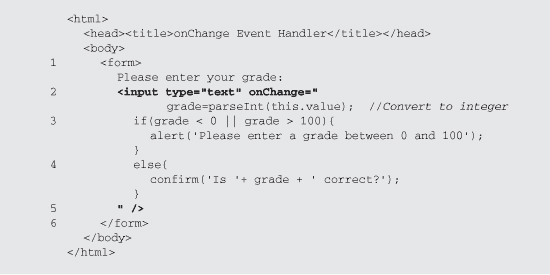 <html>
<head><title>onChange Event Handler</title></head>
<body>
1 <form>
Please enter your grade:
2 <input type="text" onChange="
grade=parseInt(this.value); //Convert to integer
3 if(grade < 0 || grade > 100){
alert('Please enter a grade between 0 and 100');
}
4 else{
confirm('Is '+ grade + ' correct?');
}
5 " />
6 </form>
</body>
</html>